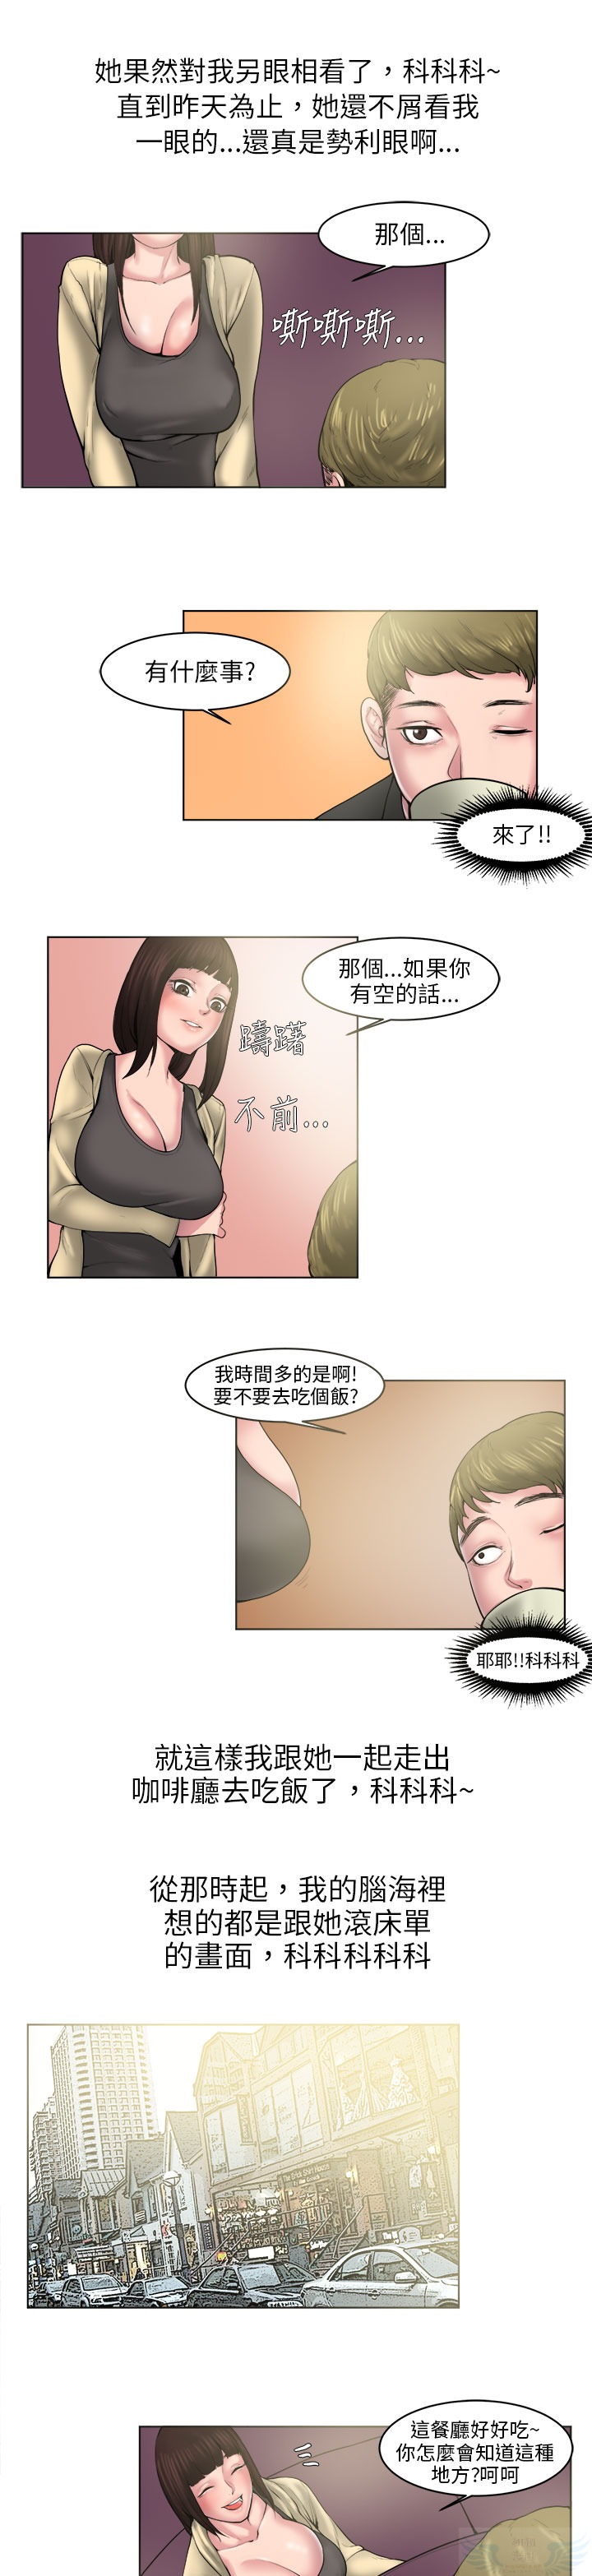 她果然對我另眼相看了，科科科~
直到昨天為止，她還不屑看我
一眼的...還真是勢利眼啊...
那個...
嘶嘶嘶...
有什麼事?
來了!!
那個...如果你
有空的話...
躊躇
不前...
我時間多的是啊!
要不要去吃個飯?
耶耶!!科科科
就這樣我跟她一起走出
咖啡廳去吃飯了，科科科~
從那時起，我的腦海裡
想的都是跟她滾床單
的畫面，科科科科科
這餐廳好好吃~
你怎麼會知道這種
地方?呵呵